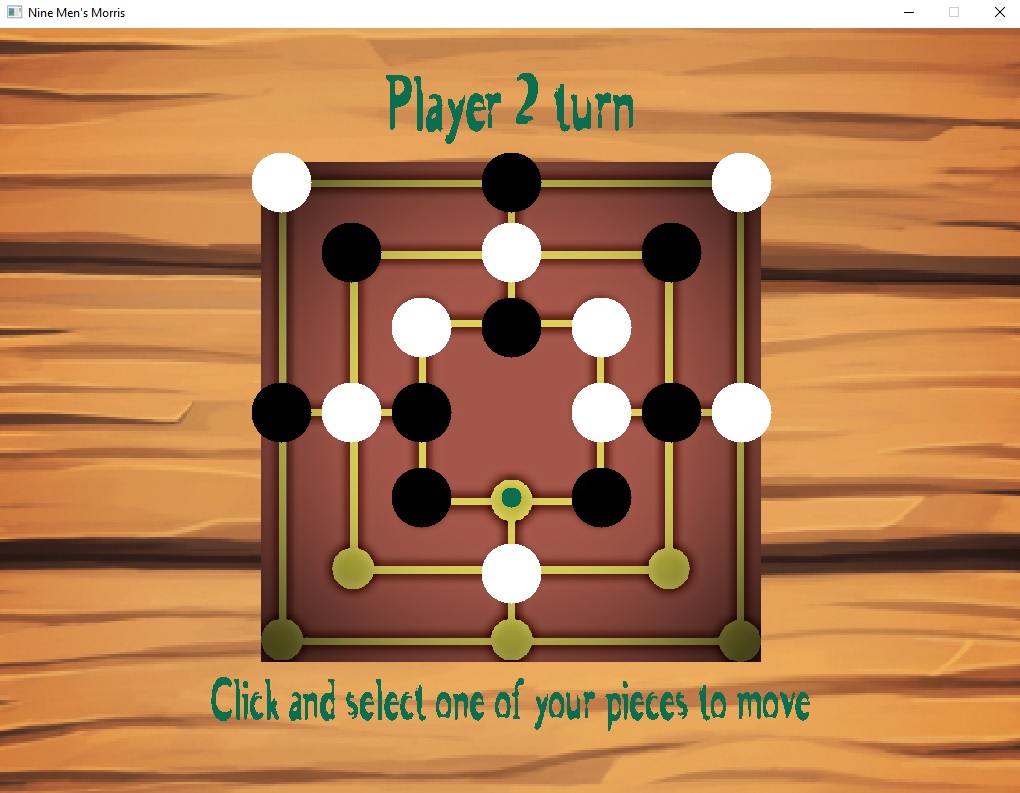 Nine Men's Morris
Player 2 turn
Click and select one of your pieces to move